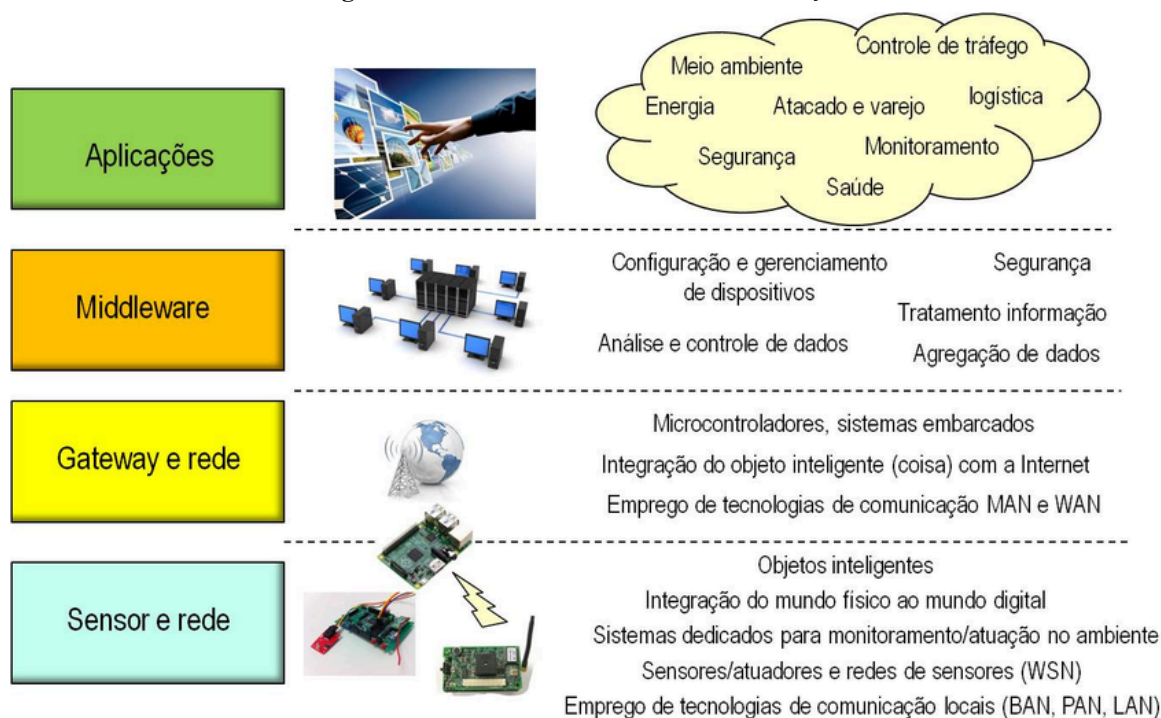 Controle de tráfego
Meio ambiente
Energia
Atacado e varejo
logística
Segurança
Monitoramento
Saúde
Aplicações
Middleware
Configuração e gerenciamento
de dispositivos
Segurança
Tratamento informação
Análise e controle de dados
Agregação de dados
Gateway e rede
Microcontroladores, sistemas embarcados
Integração do objeto inteligente (coisa) com a Internet
Emprego de tecnologias de comunicação MAN e WAN
Sensor e rede
Objetos inteligentes
Integração do mundo físico ao mundo digital
Sistemas dedicados para monitoramento/atuação no ambiente
Sensores/atuadores e redes de sensores (WSN)
Emprego de tecnologias de comunicação locais (BAN, PAN, LAN)